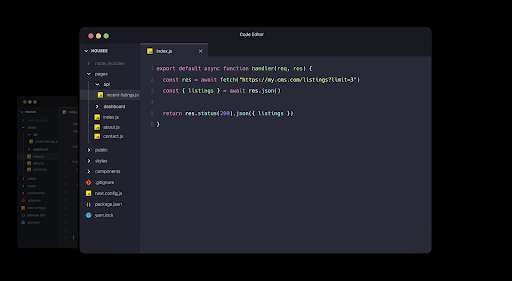 Code Editor
HOUSES
index.js
node_modules
pages
api
recent-listings.js
dashboard
index.js
about.js
contact.js
public
styles
components
.gitignore
next.config.js
package.json
yarn.lock
1 export default async function handler(req, res) {
2 const res = await fetch("https://my.cms.com/listings?limit=3")
3 const { listings } = await res.json()
4
5 return res.status(200).json({ listings })
6 }